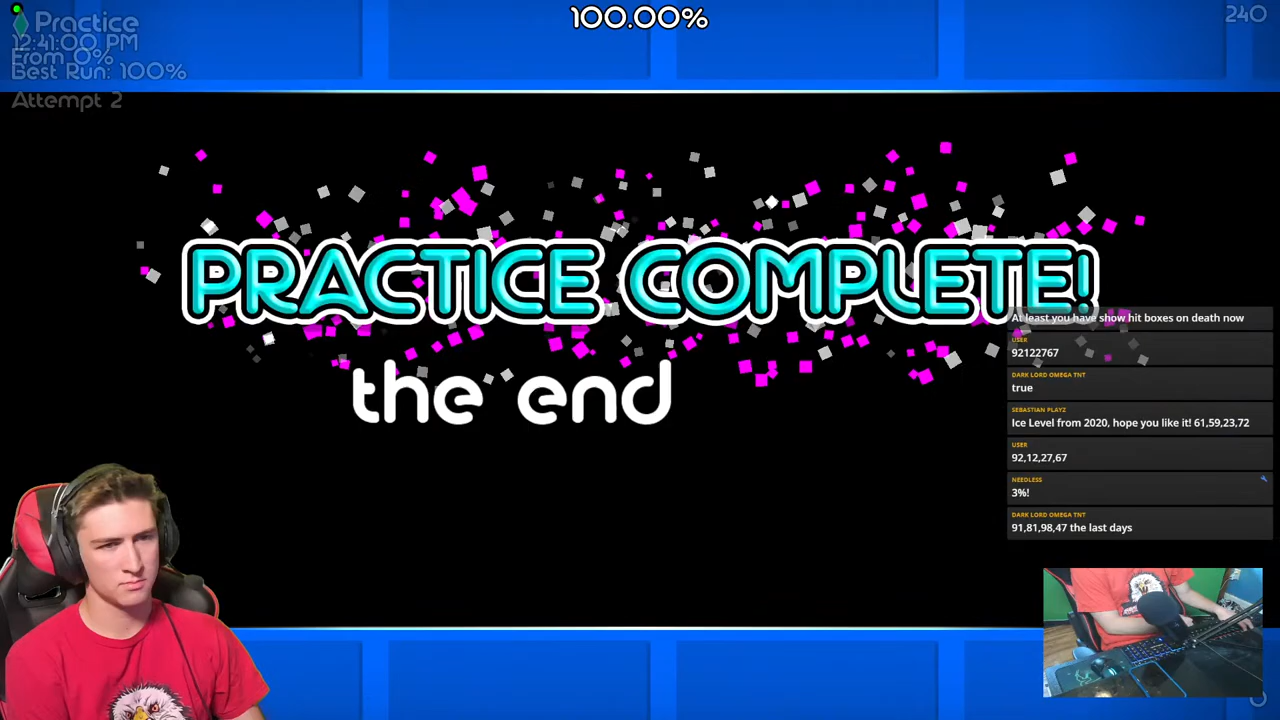 100.00%
240
Practice
12:41:00 PM
From 0%
Best Run: 100%
Attempt 2
PRACTICE COMPLETE!
the end
At least you have show hit boxes on death now
USER
92122767
DARK LORD OMEGA TNT
true
SEBASTIAN PLAYZ
Ice Level from 2020, hope you like it! 61,59,23,72
USER
92,12,27,67
NEEDLESS
3%!
DARK LORD OMEGA TNT
91,81,98,47 the last days